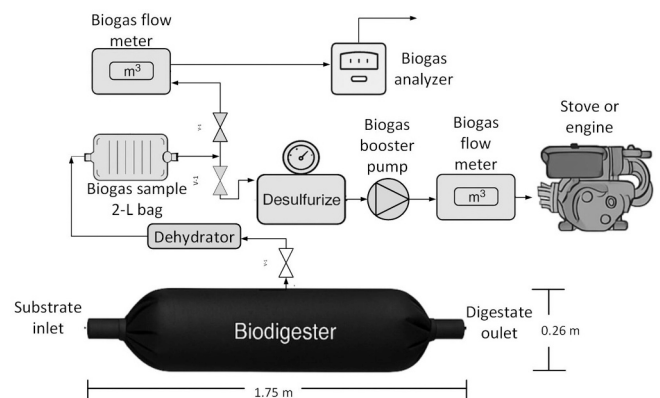 Biogas flow
meter
m³
Biogas
analyzer
Biogas sample
2-L bag
V-1
Desulfurize
Biogas
booster
pump
Biogas
flow
meter
m³
Stove or
engine
Dehydrator
Substrate
inlet
Biodigester
Digestate
oulet
0.26 m
1.75 m